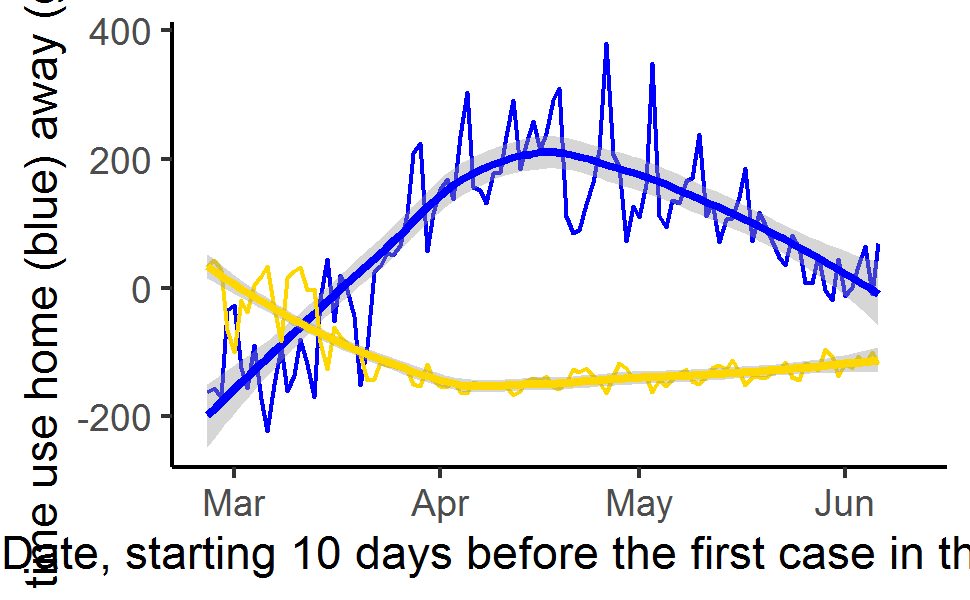 time use home (blue) away (
400
200
0
-200
Mar Apr May Jun
Date, starting 10 days before the first case in th